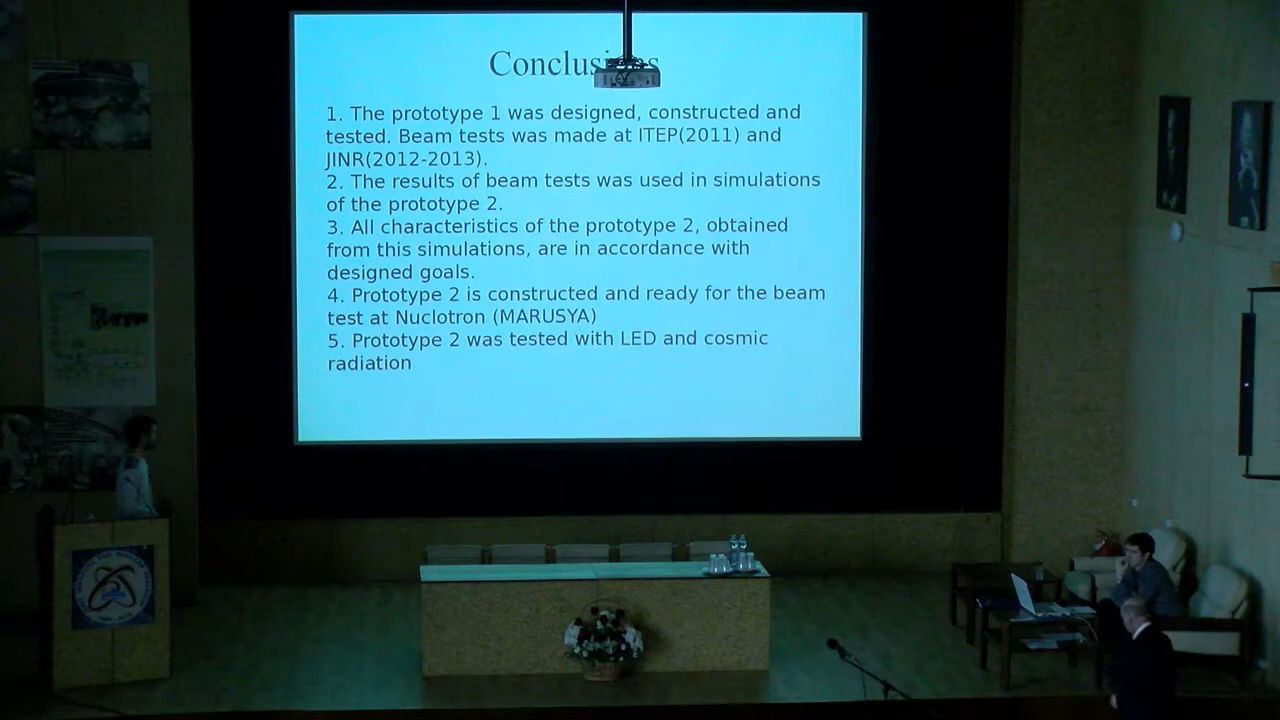 Conclusions
1. The prototype 1 was designed, constructed and
tested. Beam tests was made at ITEP(2011) and
JINR(2012-2013).
2. The results of beam tests was used in simulations
of the prototype 2.
3. All characteristics of the prototype 2, obtained
from this simulations, are in accordance with
designed goals.
4. Prototype 2 is constructed and ready for the beam
test at Nuclotron (MARUSYA)
5. Prototype 2 was tested with LED and cosmic
radiation